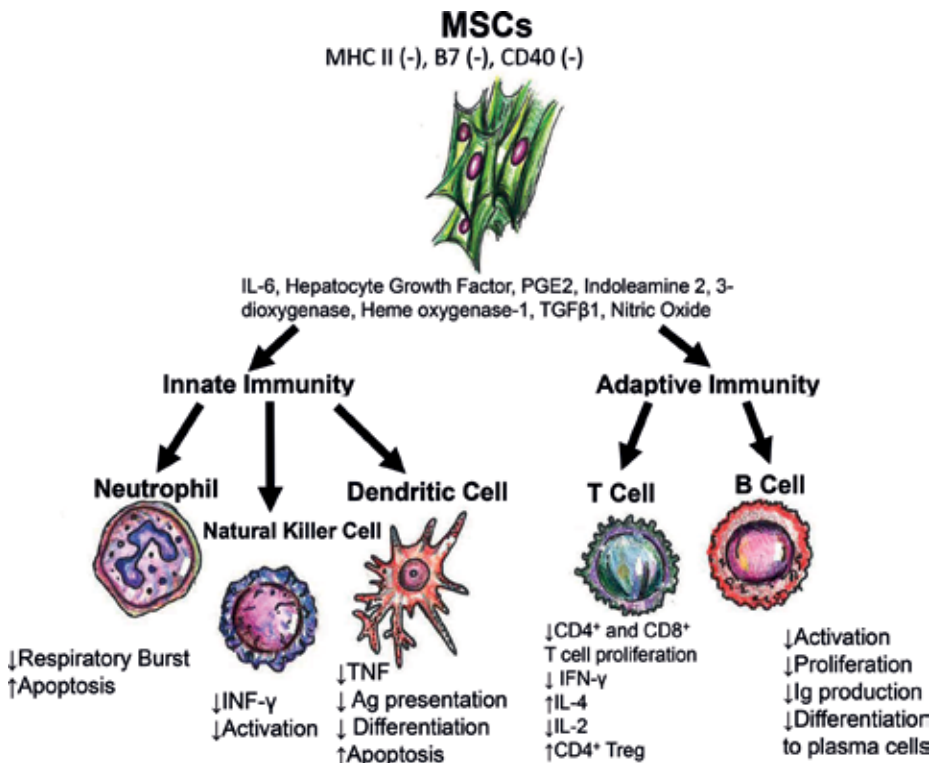 MSCs
MHC II (-), B7 (-), CD40 (-)
IL-6, Hepatocyte Growth Factor, PGE2, Indoleamine 2, 3-
dioxygenase, Heme oxygenase-1, TGFβ1, Nitric Oxide
Innate Immunity
Adaptive Immunity
Neutrophil
↓Respiratory Burst
↑Apoptosis
Natural Killer Cell
↓INF-γ
↓Activation
Dendritic Cell
↓TNF
↓ Ag presentation
↓ Differentiation
↑Apoptosis
T Cell
↓CD4⁺ and CD8⁺
T cell proliferation
↓ IFN-γ
↑IL-4
↓IL-2
↑CD4⁺ Treg
B Cell
↓Activation
↓Proliferation
↓Ig production
↓Differentiation
to plasma cells